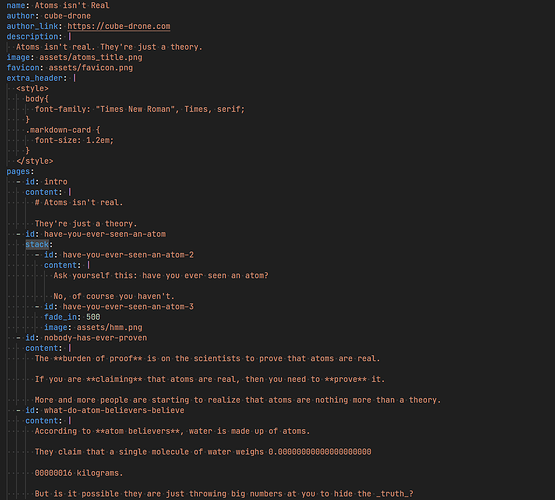 name: Atoms isn't Real
author: cube-drone
author_link: https://cube-drone.com
description: |
Atoms isn't real. They're just a theory.
image: assets/atoms_title.png
favicon: assets/favicon.png
extra_header: |
<style>
body{
font-family: "Times New Roman", Times, serif;
}
.markdown-card {
font-size: 1.2em;
}
</style>
pages:
- id: intro
content: |
# Atoms isn't real.
They're just a theory.
- id: have-you-ever-seen-an-atom
stack:
- id: have-you-ever-seen-an-atom-2
content: |
Ask yourself this: have you ever seen an atom?
No, of course you haven't.
- id: have-you-ever-seen-an-atom-3
fade_in: 500
image: assets/hmm.png
- id: nobody-has-ever-proven
content: |
The **burden of proof** is on the scientists to prove that atoms are real.
If you are **claiming** that atoms are real, then you need to **prove** it.
More and more people are starting to realize that atoms are nothing more than a theory.
- id: what-do-atom-believers-believe
content: |
According to **atom believers**, water is made up of atoms.
They claim that a single molecule of water weighs 0.00000000000000000000
00000016 kilograms.
But is it possible they are just throwing big numbers at you to hide the _truth_?